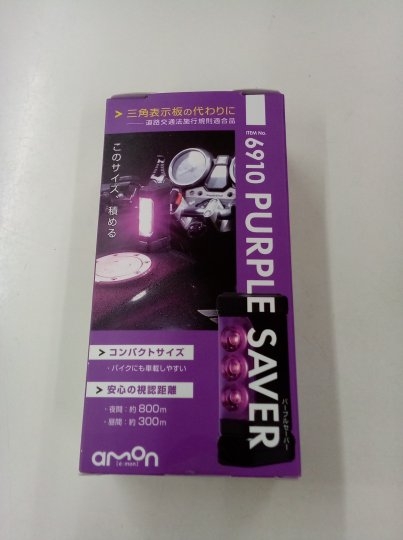 > 三角表示板の代わりに
道路交通法施行規則適合品
このサイズ、積める
ITEM No.
6910 PURPLE SAVER
パープルセーバー
> コンパクトサイズ
・バイクにも車載しやすい
> 安心の視認距離
・夜間：約800m
・昼間：約300m
amon
[é:mon]